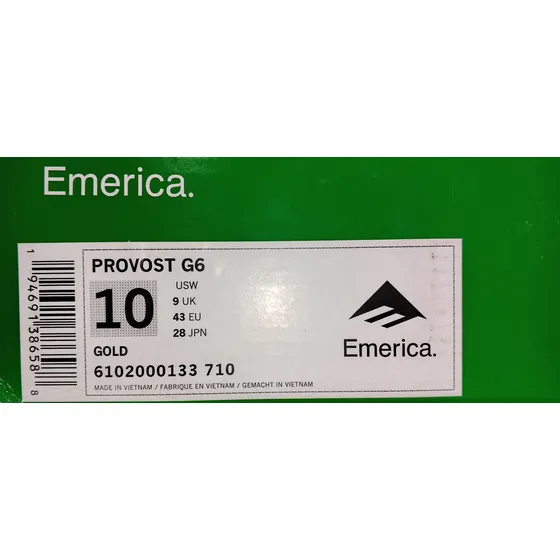 Emerica.
PROVOST G6
10
USW
9 UK
43 EU
28 JPN
GOLD
6102000133 710
MADE IN VIETNAM / FABRIQUE EN VIETNAM / GEMACHT IN VIETNAM
Emerica.
1 94691 38658 8